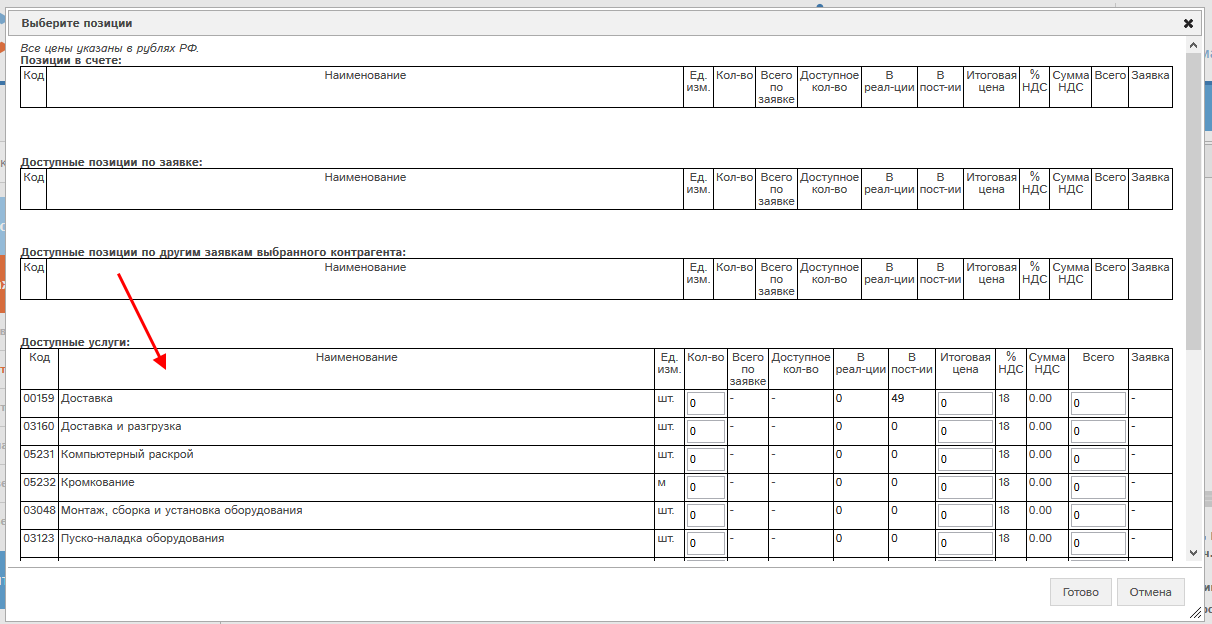 Выберите позиции
Все цены указаны в рублях РФ.
Позиции в счете:
Код Наименование Ед. изм. Кол-во Всего по заявке Доступное кол-во В реал-ции В пост-ии Итоговая цена % НДС Сумма НДС Всего Заявка
Доступные позиции по заявке:
Код Наименование Ед. изм. Кол-во Всего по заявке Доступное кол-во В реал-ции В пост-ии Итоговая цена % НДС Сумма НДС Всего Заявка
Доступные позиции по другим заявкам выбранного контрагента:
Код Наименование Ед. изм. Кол-во Всего по заявке Доступное кол-во В реал-ции В пост-ии Итоговая цена % НДС Сумма НДС Всего Заявка
Доступные услуги:
Код Наименование Ед. изм. Кол-во Всего по заявке Доступное кол-во В реал-ции В пост-ии Итоговая цена % НДС Сумма НДС Всего Заявка
00159 Доставка шт. 0 - - 0 49 0 18 0.00 0 -
03160 Доставка и разгрузка шт. 0 - - 0 0 0 18 0.00 0 -
05231 Компьютерный раскрой шт. 0 - - 0 0 0 18 0.00 0 -
05232 Кромкование м 0 - - 0 0 0 18 0.00 0 -
03048 Монтаж, сборка и установка оборудования шт. 0 - - 0 0 0 18 0.00 0 -
03123 Пуско-наладка оборудования шт. 0 - - 0 0 0 18 0.00 0 -
Готово Отмена